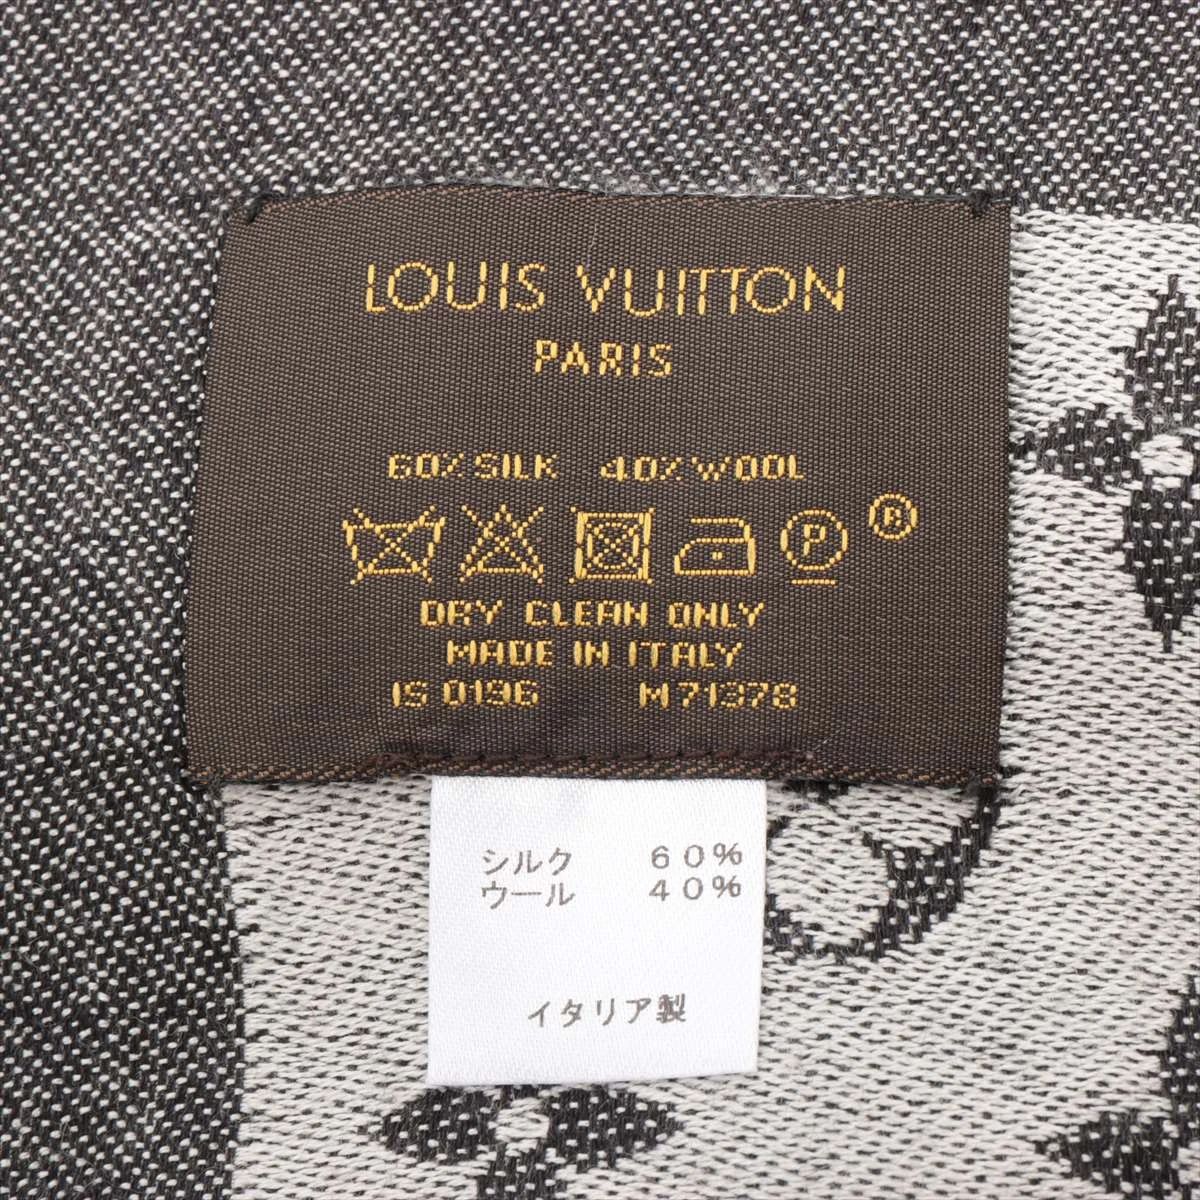 LOUIS VUITTON
PARIS
60% SILK 40% WOOL
P ®
DRY CLEAN ONLY
MADE IN ITALY
IS 0196 M71378
シルク 60%
ウール 40%
イタリア製